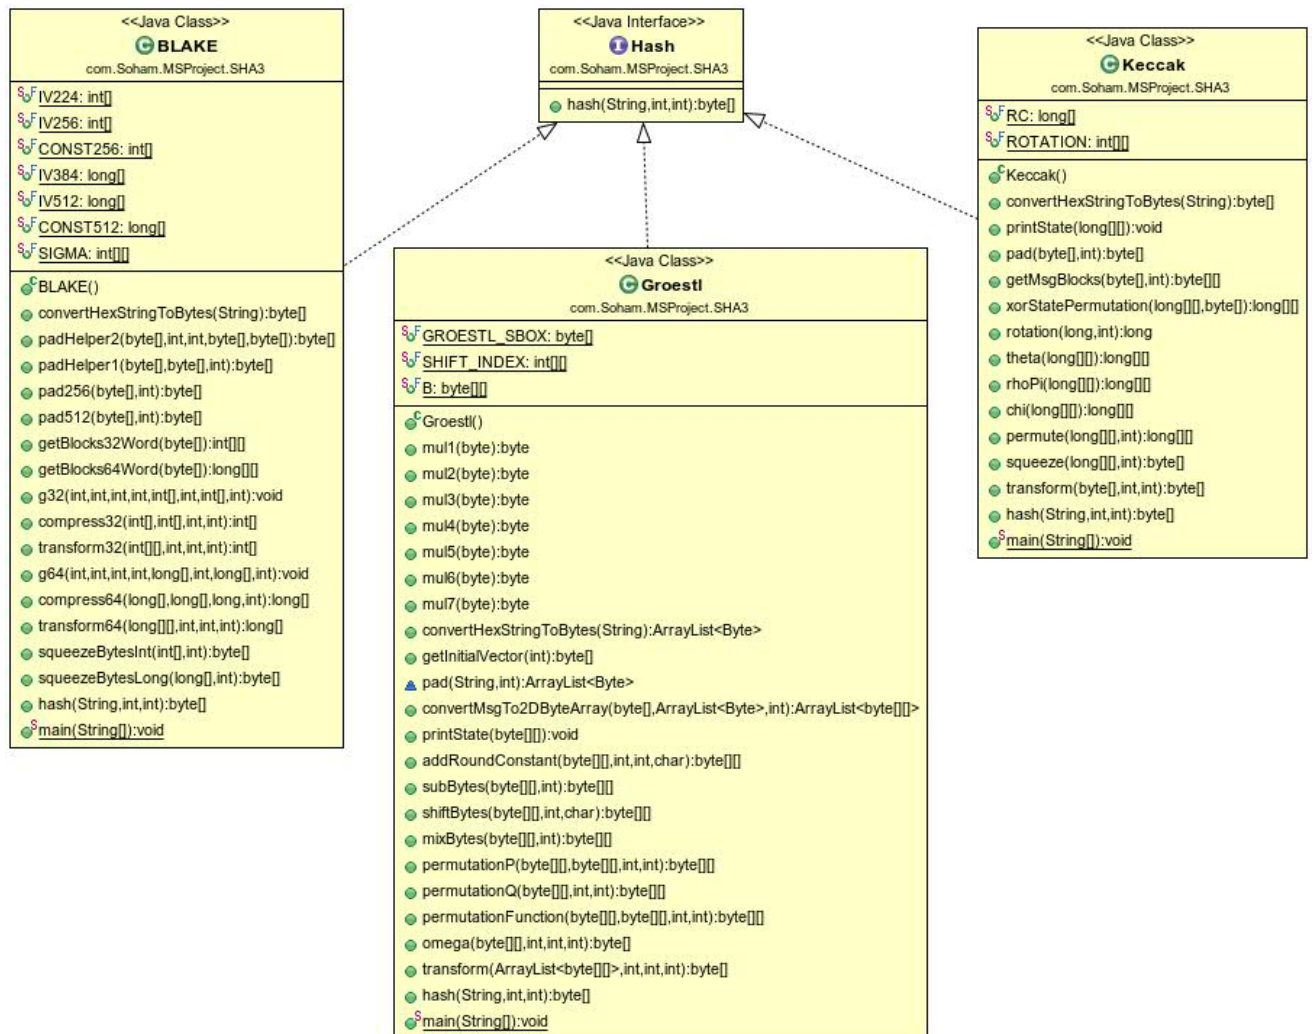 <<Java Class>>
BLAKE
com.Soham.MSProject.SHA3
IV224: int[]
IV256: int[]
CONST256: int[]
IV384: long[]
IV512: long[]
CONST512: long[]
SIGMA: int[][]
BLAKE()
convertHexStringToBytes(String):byte[]
padHelper2(byte[],int,int,byte[],byte[]):byte[]
padHelper1(byte[],byte[],int):byte[]
pad256(byte[],int):byte[]
pad512(byte[],int):byte[]
getBlocks32Word(byte[]):int[][]
getBlocks64Word(byte[]):long[][]
g32(int,int,int,int,int[],int,int[],int):void
compress32(int[],int[],int,int):int[]
transform32(int[][],int,int,int):int[]
g64(int,int,int,int,long[],int,long[],int):void
compress64(long[],long[],long,int):long[]
transform64(long[][],int,int,int):long[]
squeezeBytesInt(int[],int):byte[]
squeezeBytesLong(long[],int):byte[]
hash(String,int,int):byte[]
main(String[]):void
<<Java Interface>>
Hash
com.Soham.MSProject.SHA3
hash(String,int,int):byte[]
<<Java Class>>
Groestl
com.Soham.MSProject.SHA3
GROESTL_SBOX: byte[]
SHIFT_INDEX: int[][]
B: byte[][]
Groestl()
mul1(byte):byte
mul2(byte):byte
mul3(byte):byte
mul4(byte):byte
mul5(byte):byte
mul6(byte):byte
mul7(byte):byte
convertHexStringToBytes(String):ArrayList<Byte>
getInitialVector(int):byte[]
pad(String,int):ArrayList<Byte>
convertMsgTo2DByteArray(byte[],ArrayList<Byte>,int):ArrayList<byte[][]>
printState(byte[][]):void
addRoundConstant(byte[][],int,int,char):byte[][]
subBytes(byte[][],int):byte[][]
shiftBytes(byte[][],int,char):byte[][]
mixBytes(byte[][],int):byte[][]
permutationP(byte[][],byte[][],int,int):byte[][]
permutationQ(byte[][],int,int):byte[][]
permutationFunction(byte[][],byte[][],int,int):byte[][]
omega(byte[][],int,int,int):byte[]
transform(ArrayList<byte[][]>,int,int,int):byte[]
hash(String,int,int):byte[]
main(String[]):void
<<Java Class>>
Keccak
com.Soham.MSProject.SHA3
RC: long[]
ROTATION: int[][]
Keccak()
convertHexStringToBytes(String):byte[]
printState(long[][]):void
pad(byte[],int):byte[]
getMsgBlocks(byte[],int):byte[][]
xorStatePermutation(long[][],byte[]):long[][]
rotation(long,int):long
theta(long[][]):long[][]
rhoPi(long[][]):long[][]
chi(long[][]):long[][]
permute(long[][],int):long[][]
squeeze(long[][],int):byte[]
transform(byte[],int,int):byte[]
hash(String,int,int):byte[]
main(String[]):void